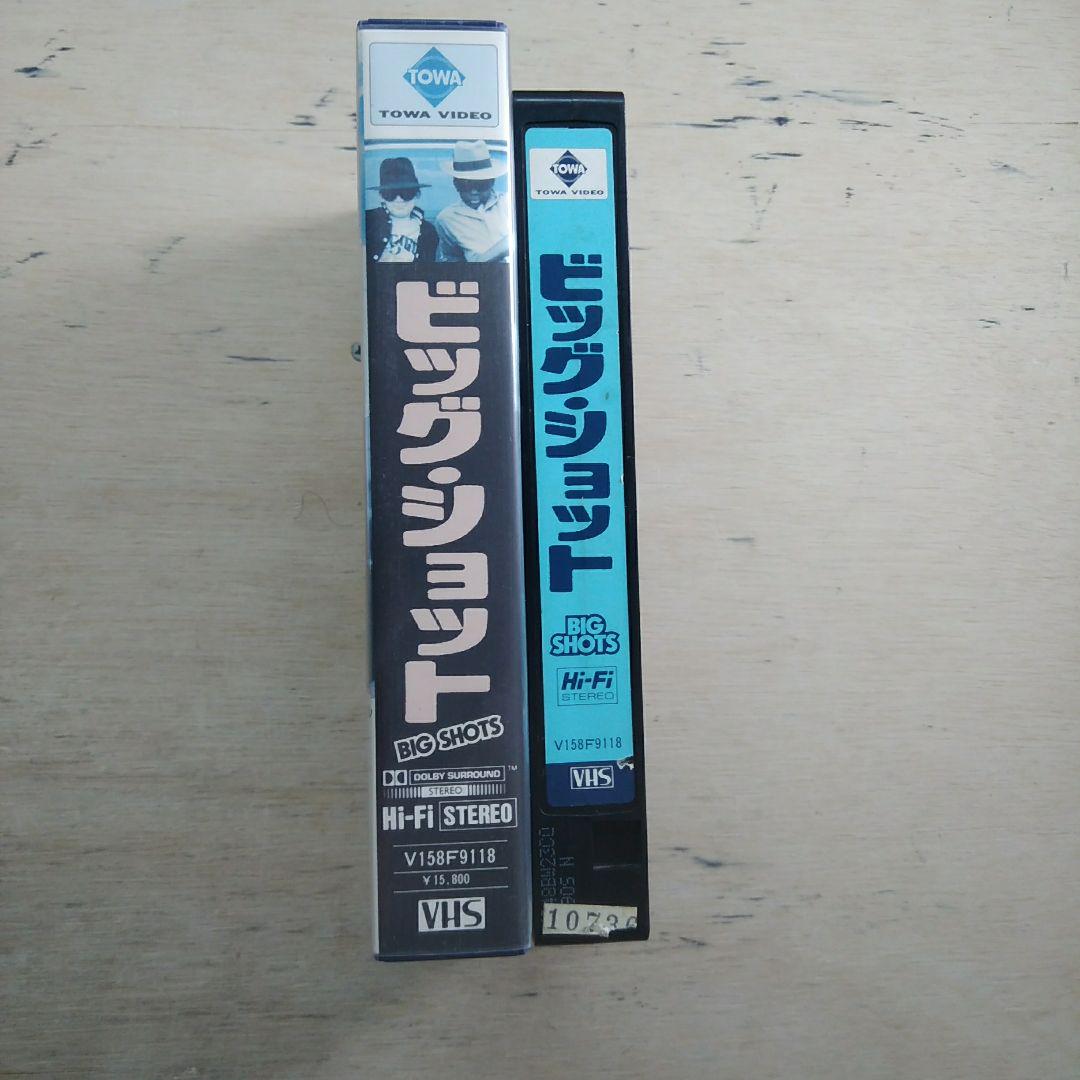 TOWA
TOWA VIDEO
ビッグ・ショット
BIG SHOTS
DOLBY SURROUND™
STEREO
Hi-Fi STEREO
V158F9118
¥15,800
VHS
TOWA
TOWA VIDEO
ビッグ・ショット
BIG
SHOTS
Hi-Fi
STEREO
V158F9118
VHS
10736